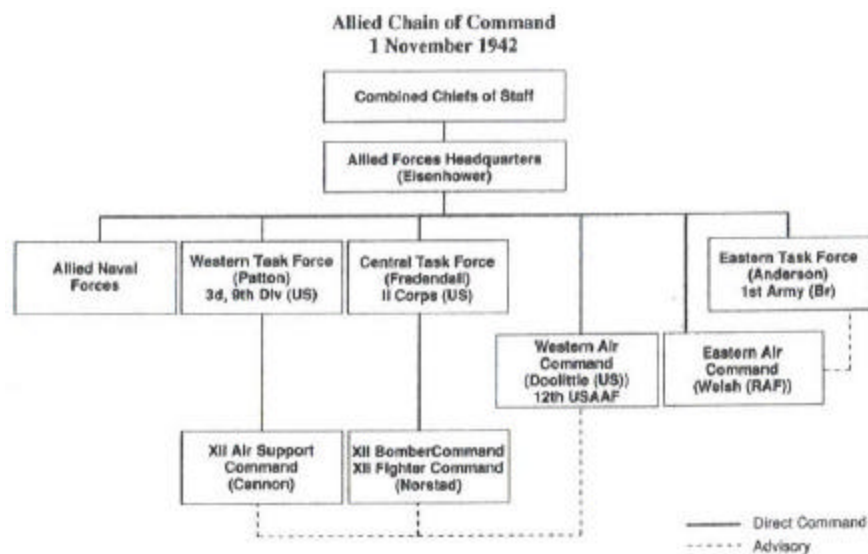 Allied Chain of Command
1 November 1942
Combined Chiefs of Staff
Allied Forces Headquarters
(Eisenhower)
Allied Naval
Forces
Western Task Force
(Patton)
3d, 9th Div (US)
Central Task Force
(Fredendall)
II Corps (US)
Eastern Task Force
(Anderson)
1st Army (Br)
Western Air
Command
(Doolittle (US))
12th USAAF
Eastern Air
Command
(Welsh (RAF))
XII Air Support
Command
(Cannon)
XII BomberCommand
XII Fighter Command
(Norstad)
Direct Command
Advisory